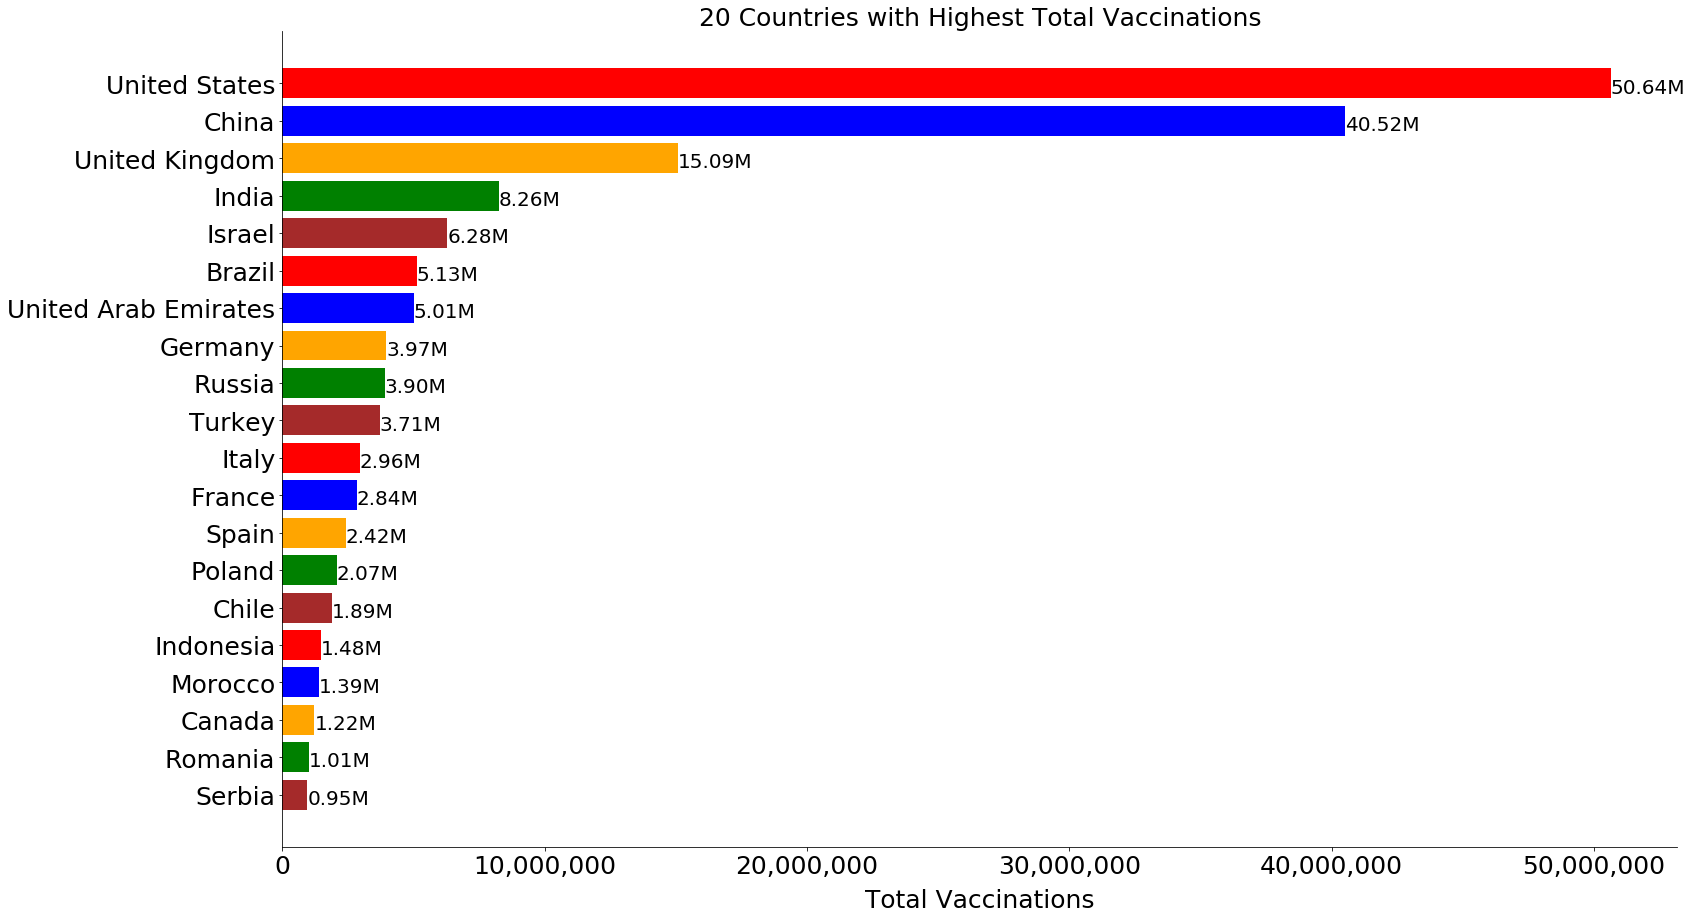 20 Countries with Highest Total Vaccinations
United States 50.64M
China 40.52M
United Kingdom 15.09M
India 8.26M
Israel 6.28M
Brazil 5.13M
United Arab Emirates 5.01M
Germany 3.97M
Russia 3.90M
Turkey 3.71M
Italy 2.96M
France 2.84M
Spain 2.42M
Poland 2.07M
Chile 1.89M
Indonesia 1.48M
Morocco 1.39M
Canada 1.22M
Romania 1.01M
Serbia 0.95M
0 10,000,000 20,000,000 30,000,000 40,000,000 50,000,000
Total Vaccinations